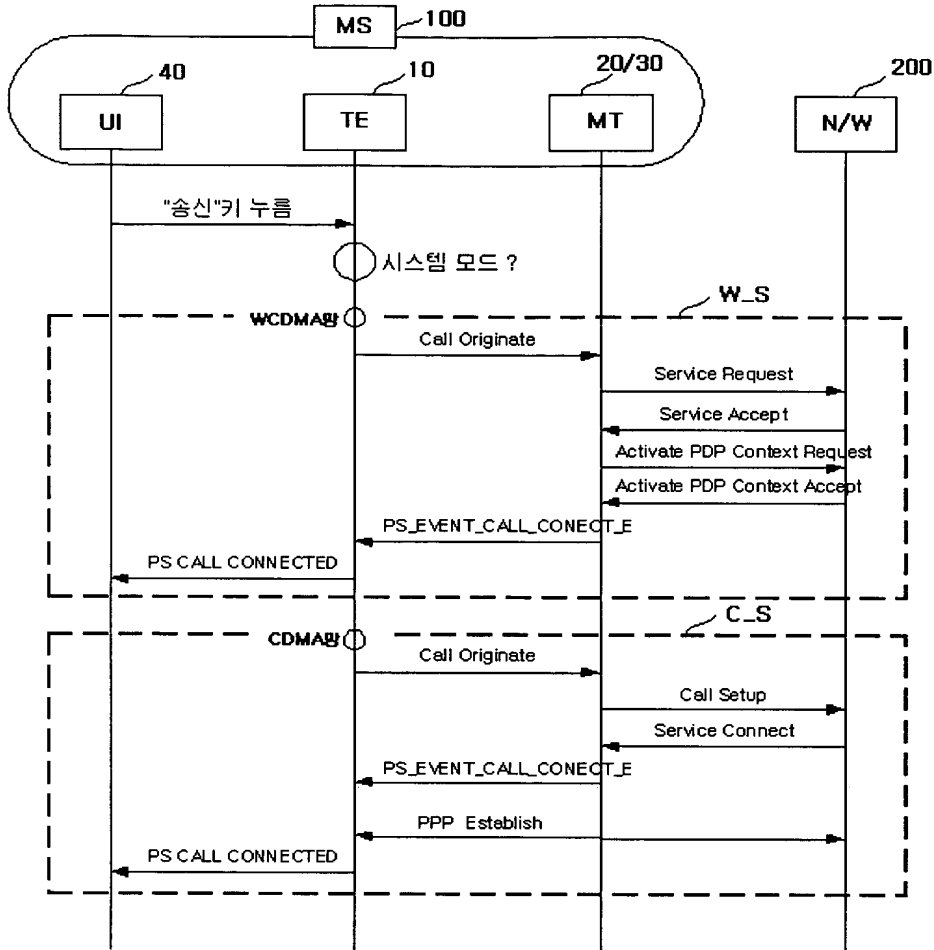 MS
100
40
10
20/30
200
UI
TE
MT
N/W
"송신"키 누름
시스템 모드 ?
W_S
WCDMA망
Call Originate
Service Request
Service Accept
Activate PDP Context Request
Activate PDP Context Accept
PS_EVENT_CALL_CONECT_E
PS CALL CONNECTED
C_S
CDMA망
Call Originate
Call Setup
Service Connect
PS_EVENT_CALL_CONECT_E
PPP Establish
PS CALL CONNECTED